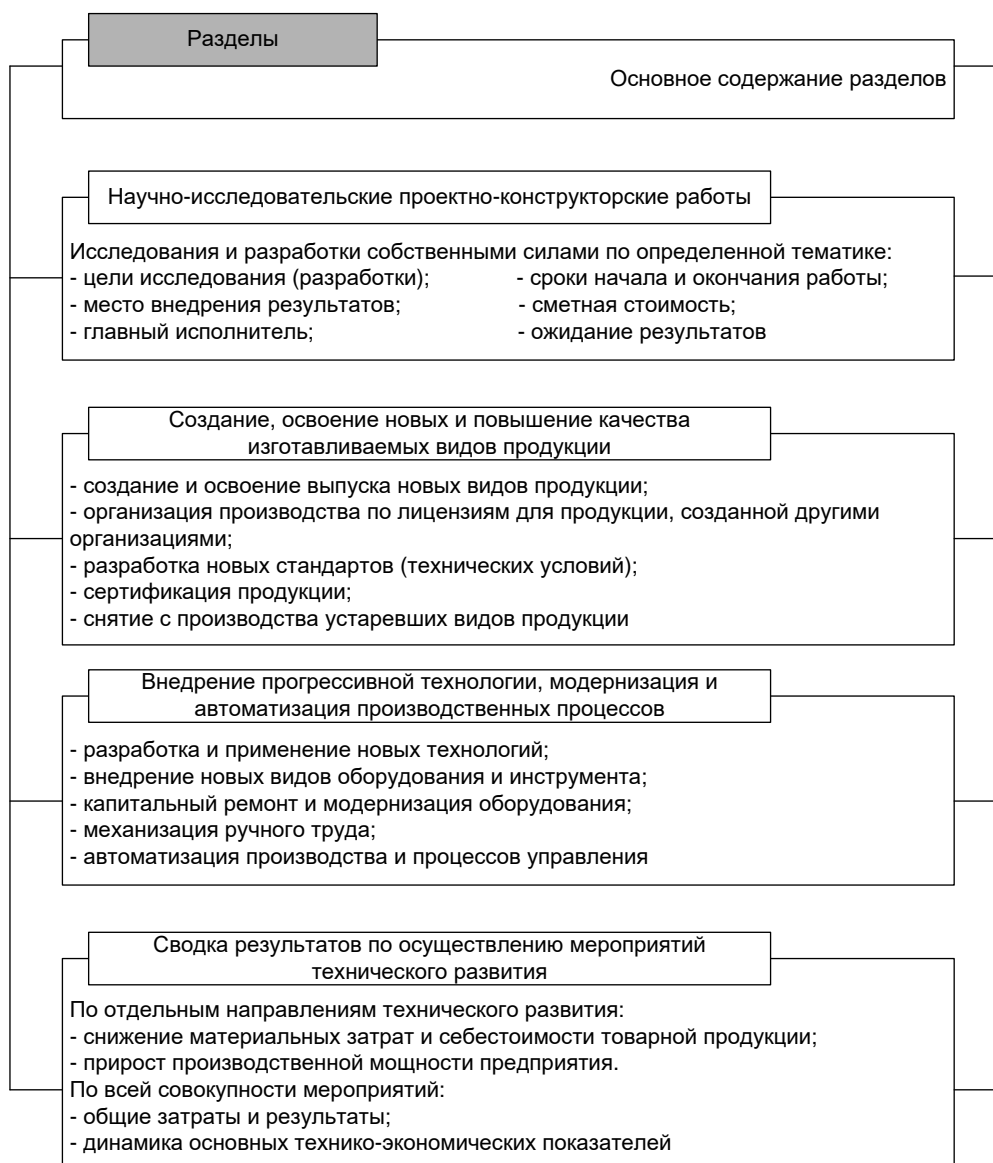 Разделы
Основное содержание разделов
Научно-исследовательские проектно-конструкторские работы
Исследования и разработки собственными силами по определенной тематике:
- цели исследования (разработки); - сроки начала и окончания работы;
- место внедрения результатов; - сметная стоимость;
- главный исполнитель; - ожидание результатов
Создание, освоение новых и повышение качества
изготавливаемых видов продукции
- создание и освоение выпуска новых видов продукции;
- организация производства по лицензиям для продукции, созданной другими
организациями;
- разработка новых стандартов (технических условий);
- сертификация продукции;
- снятие с производства устаревших видов продукции
Внедрение прогрессивной технологии, модернизация и
автоматизация производственных процессов
- разработка и применение новых технологий;
- внедрение новых видов оборудования и инструмента;
- капитальный ремонт и модернизация оборудования;
- механизация ручного труда;
- автоматизация производства и процессов управления
Сводка результатов по осуществлению мероприятий
технического развития
По отдельным направлениям технического развития:
- снижение материальных затрат и себестоимости товарной продукции;
- прирост производственной мощности предприятия.
По всей совокупности мероприятий:
- общие затраты и результаты;
- динамика основных технико-экономических показателей